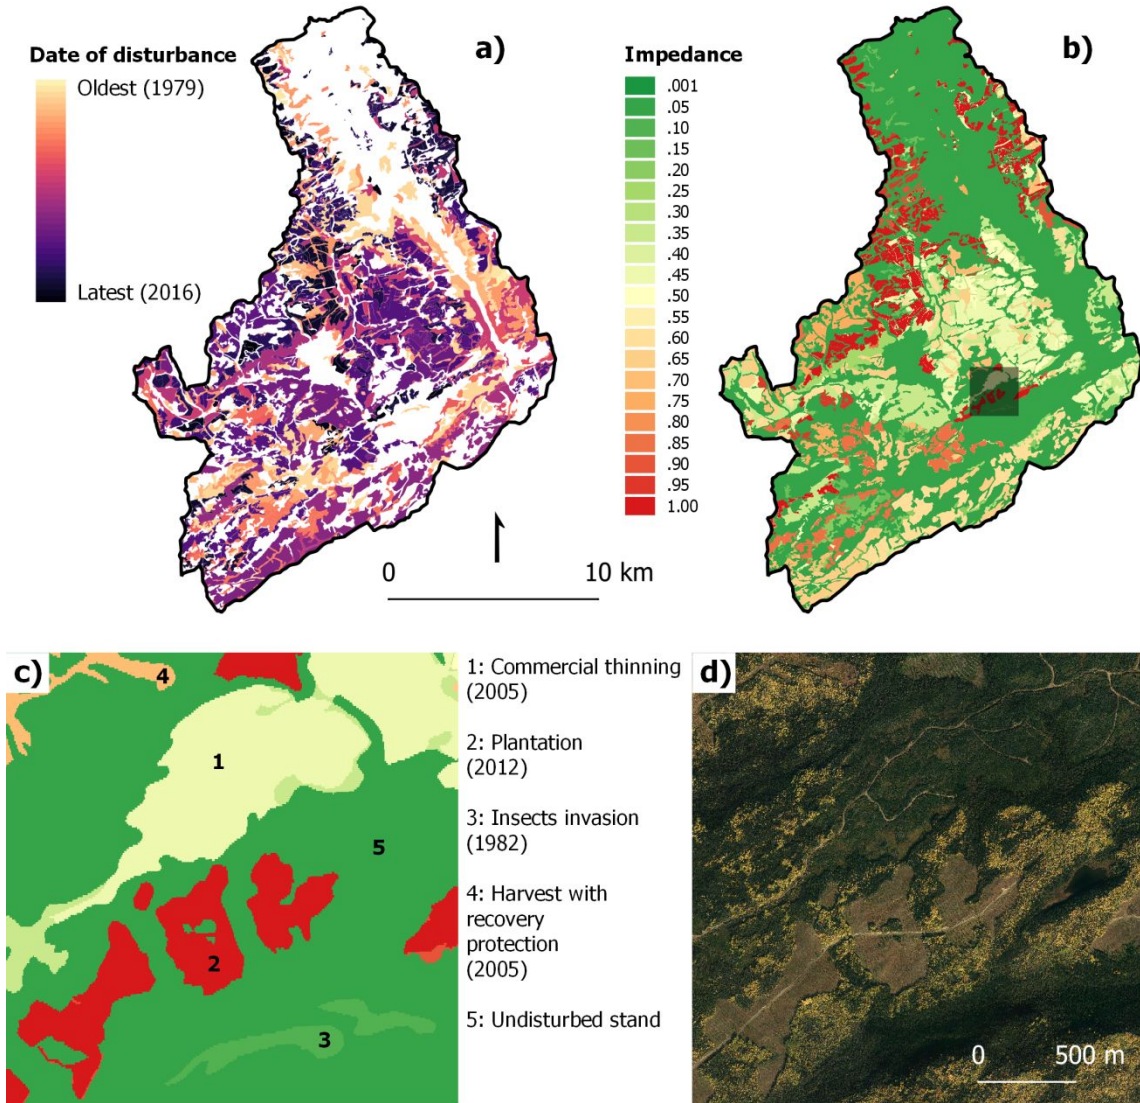 Date of disturbance
Oldest (1979)
Latest (2016)
a)
Impedance
.001
.05
.10
.15
.20
.25
.30
.35
.40
.45
.50
.55
.60
.65
.70
.75
.80
.85
.90
.95
1.00
b)
0
10 km
c)
4
1
5
2
3
1: Commercial thinning
(2005)
2: Plantation
(2012)
3: Insects invasion
(1982)
4: Harvest with
recovery
protection
(2005)
5: Undisturbed stand
d)
0
500 m